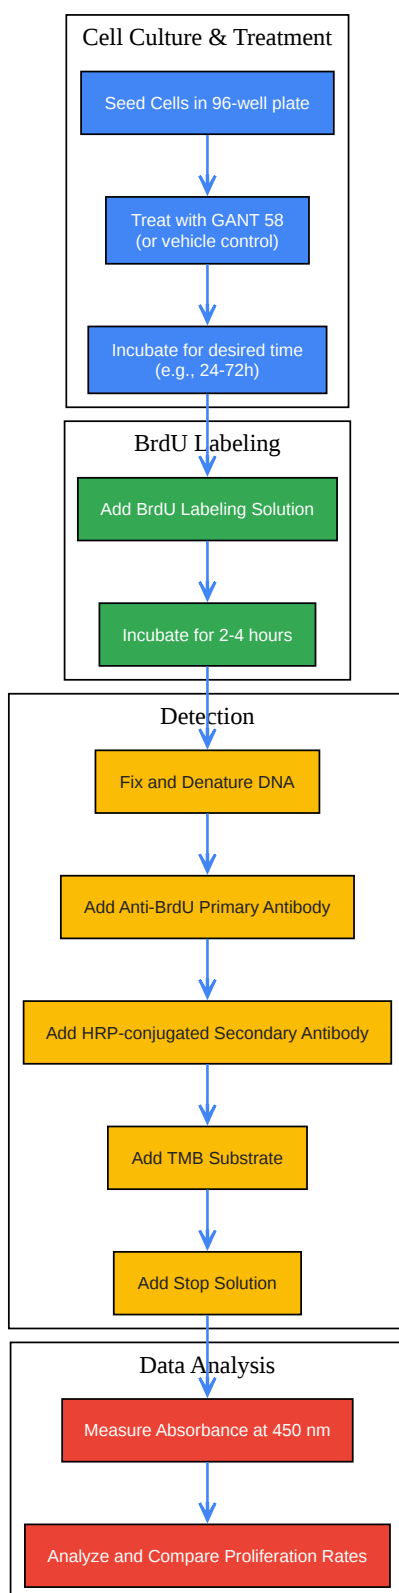 Cell Culture & Treatment
Seed Cells in 96-well plate
Treat with GANT 58
(or vehicle control)
Incubate for desired time
(e.g., 24-72h)
BrdU Labeling
Add BrdU Labeling Solution
Incubate for 2-4 hours
Detection
Fix and Denature DNA
Add Anti-BrdU Primary Antibody
Add HRP-conjugated Secondary Antibody
Add TMB Substrate
Add Stop Solution
Data Analysis
Measure Absorbance at 450 nm
Analyze and Compare Proliferation Rates